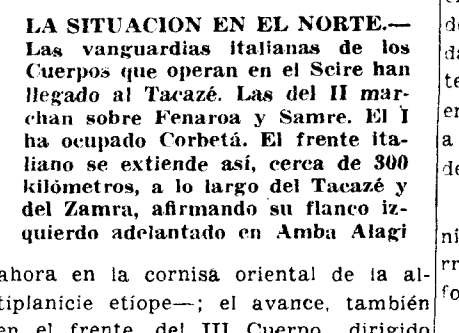 LA SITUACION EN EL NORTE.—
Las vanguardias italianas de los
Cuerpos que operan en el Scire han
llegado al Tacazé. Las del II mar-
chan sobre Fenaroa y Samre. El I
ha ocupado Corbetá. El frente ita-
liano se extiende así, cerca de 300
kilómetros, a lo largo del Tacazé y
del Zamra, afirmando su flanco iz-
quierdo adelantado en Amba Alagi
ahora en la cornisa oriental de la al-
tiplanicie etíope—; el avance, también
en el frente del III Cuerpo, dirigido